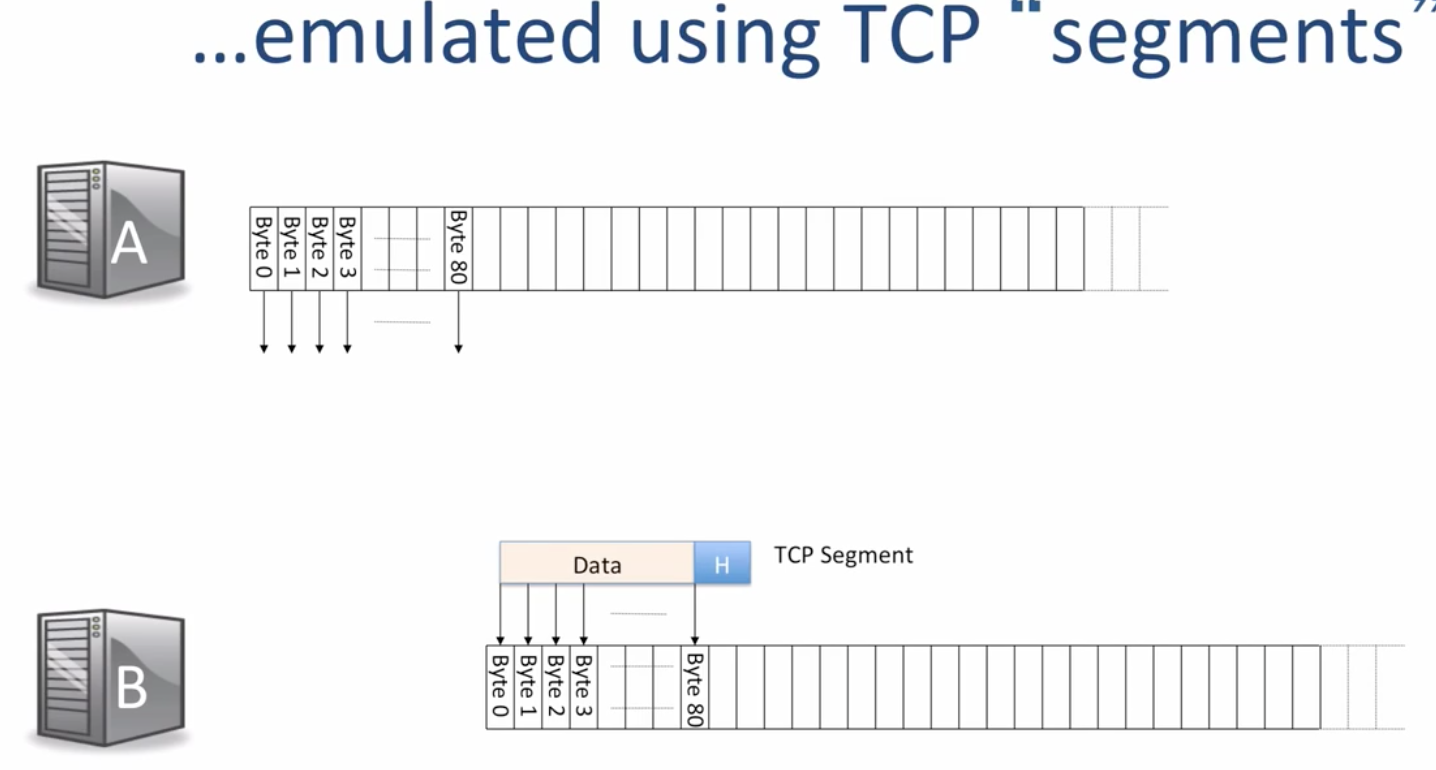 ...emulated using TCP “segments”
A
Byte 0
Byte 1
Byte 2
Byte 3
Byte 80
Data
H
TCP Segment
B
Byte 0
Byte 1
Byte 2
Byte 3
Byte 80